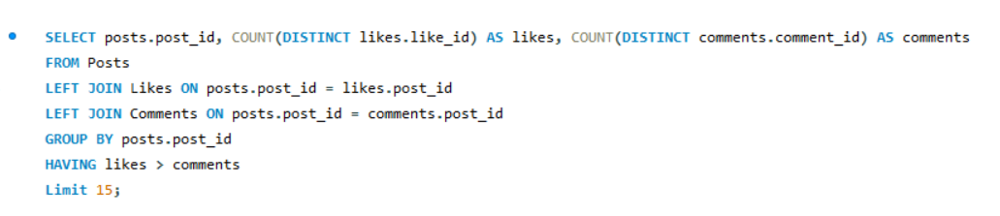 SELECT posts.post_id, COUNT(DISTINCT likes.like_id) AS likes, COUNT(DISTINCT comments.comment_id) AS comments
FROM Posts
LEFT JOIN Likes ON posts.post_id = likes.post_id
LEFT JOIN Comments ON posts.post_id = comments.post_id
GROUP BY posts.post_id
HAVING likes > comments
Limit 15;